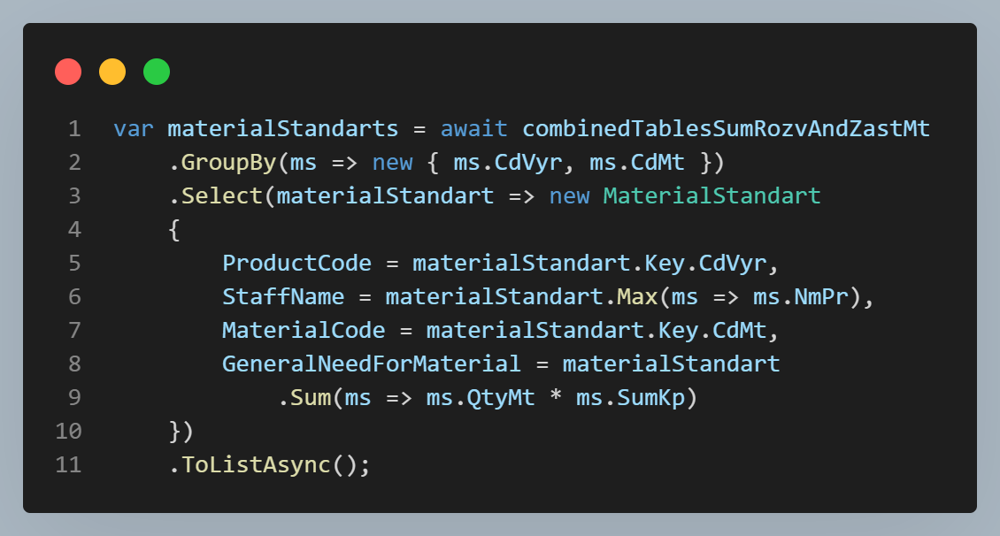 1 var materialStandarts = await combinedTablesSumRozvAndZastMt
2 .GroupBy(ms => new { ms.CdVyr, ms.CdMt })
3 .Select(materialStandart => new MaterialStandart
4 {
5 ProductCode = materialStandart.Key.CdVyr,
6 StaffName = materialStandart.Max(ms => ms.NmPr),
7 MaterialCode = materialStandart.Key.CdMt,
8 GeneralNeedForMaterial = materialStandart
9 .Sum(ms => ms.QtyMt * ms.SumKp)
10 })
11 .ToListAsync();